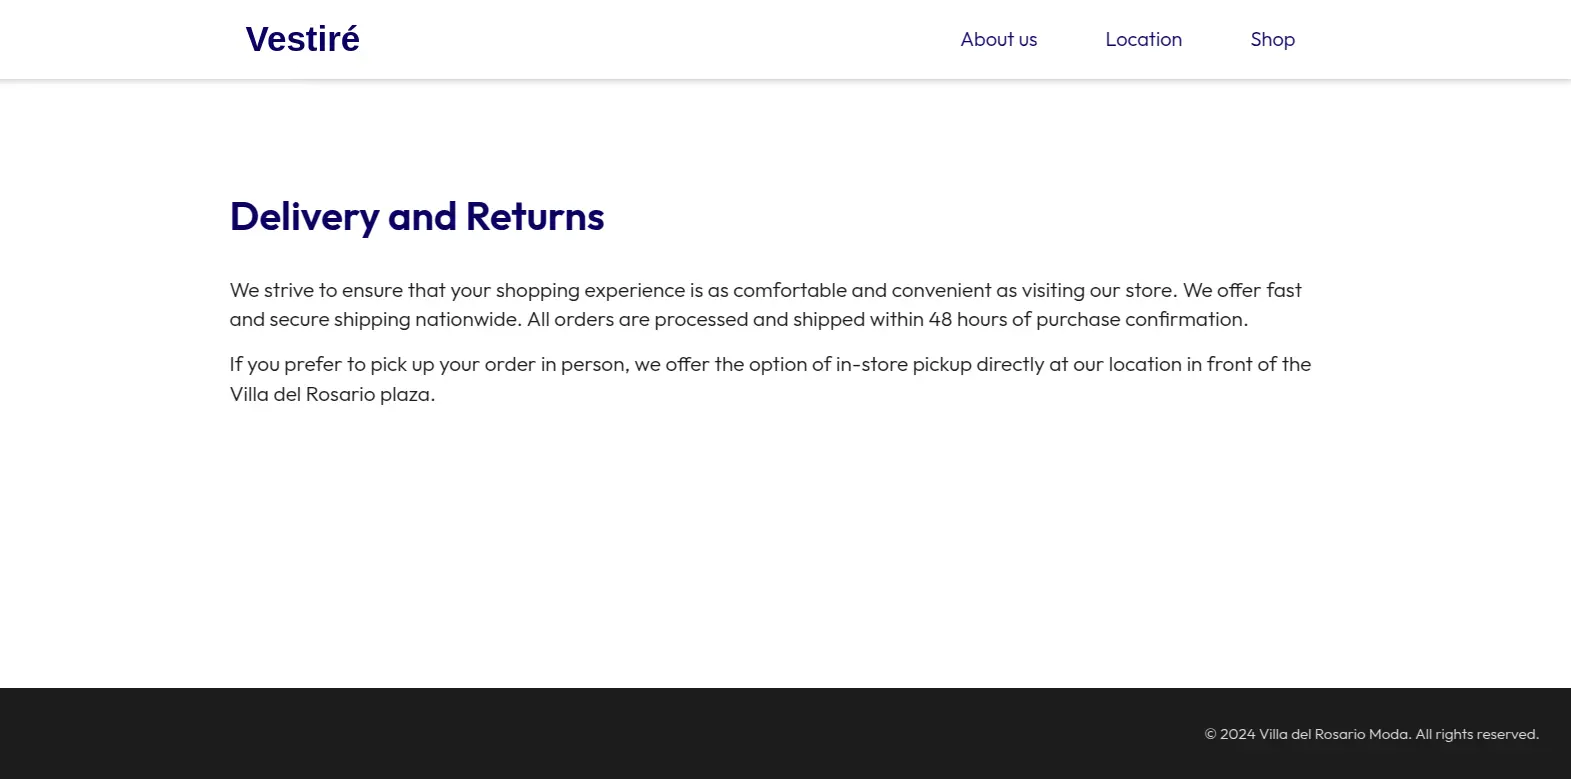 Vestiré
About us
Location
Shop
Delivery and Returns
We strive to ensure that your shopping experience is as comfortable and convenient as visiting our store. We offer fast
and secure shipping nationwide. All orders are processed and shipped within 48 hours of purchase confirmation.
If you prefer to pick up your order in person, we offer the option of in-store pickup directly at our location in front of the
Villa del Rosario plaza.
© 2024 Villa del Rosario Moda. All rights reserved.